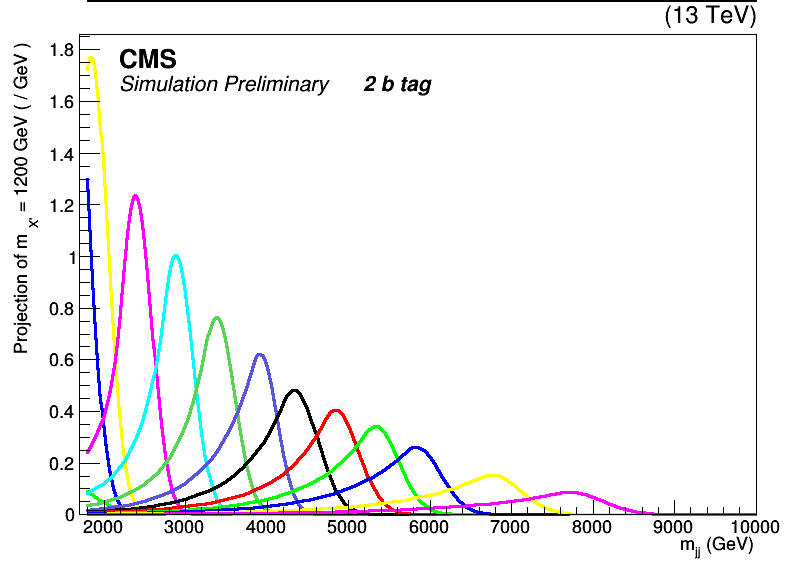 (13 TeV)
CMS
Simulation Preliminary 2 b tag
Projection of m_X' = 1200 GeV ( / GeV )
1.8
1.6
1.4
1.2
1
0.8
0.6
0.4
0.2
0
2000 3000 4000 5000 6000 7000 8000 9000 10000
m_jj (GeV)